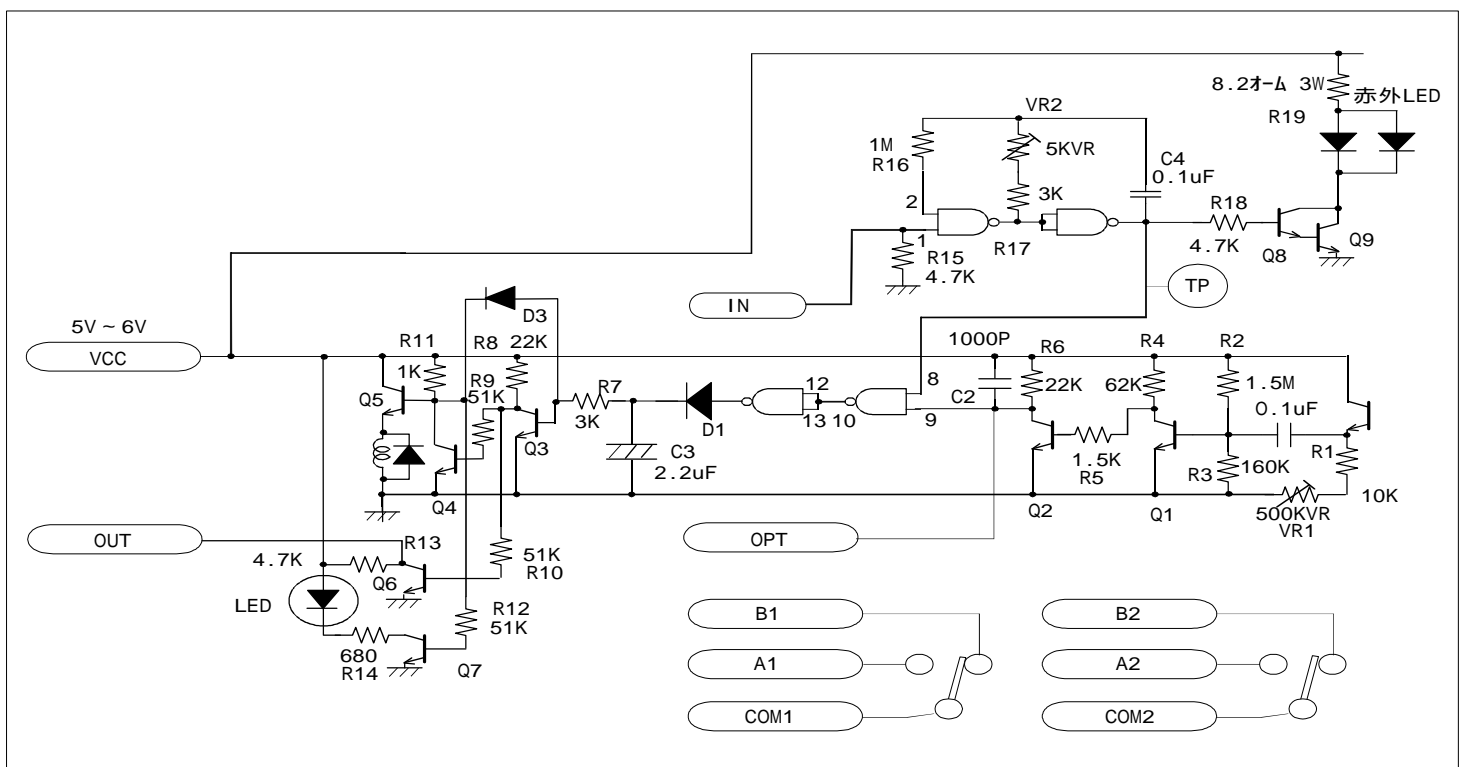 8.2オーム 3W
赤外LED
R19
VR2
1M
R16
5KVR
C4
0.1uF
3K
2
1
R15
4.7K
R17
R18
4.7K
Q8
Q9
IN
TP
5V ~ 6V
VCC
D3
R11
1K
R8
22K
R9
51K
Q5
Q4
Q3
R7
3K
C3
2.2uF
D1
12
13
10
8
9
1000P
C2
R6
22K
R4
62K
R2
1.5M
0.1uF
1.5K
R5
R3
160K
R1
10K
Q2
Q1
500KVR
VR1
OUT
4.7K
R13
Q6
51K
R10
OPT
LED
R12
51K
680
R14
Q7
B1
A1
COM1
B2
A2
COM2